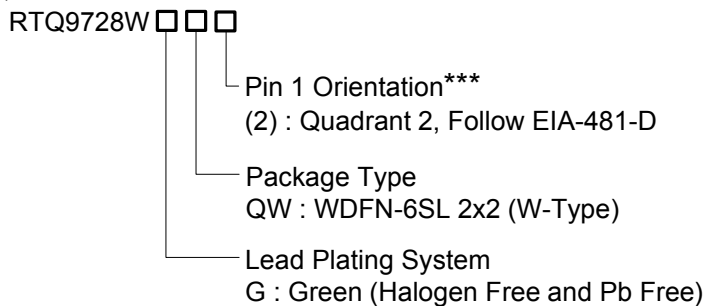 RTQ9728W
Pin 1 Orientation***
(2) : Quadrant 2, Follow EIA-481-D
Package Type
QW : WDFN-6SL 2x2 (W-Type)
Lead Plating System
G : Green (Halogen Free and Pb Free)